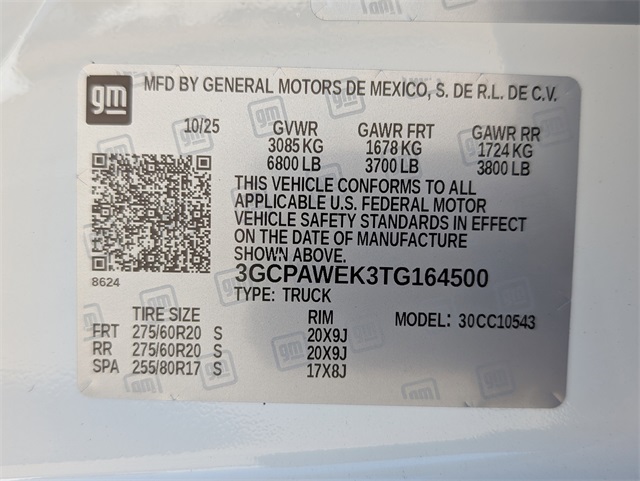 gm MFD BY GENERAL MOTORS DE MEXICO, S. DE R.L. DE C.V.
10/25 GVWR GAWR FRT GAWR RR
3085 KG 1678 KG 1724 KG
6800 LB 3700 LB 3800 LB
THIS VEHICLE CONFORMS TO ALL
APPLICABLE U.S. FEDERAL MOTOR
VEHICLE SAFETY STANDARDS IN EFFECT
ON THE DATE OF MANUFACTURE
SHOWN ABOVE.
8624 3GCPAWEK3TG164500
TYPE: TRUCK
TIRE SIZE RIM MODEL: 30CC10543
FRT 275/60R20 S 20X9J
RR 275/60R20 S 20X9J
SPA 255/80R17 S 17X8J